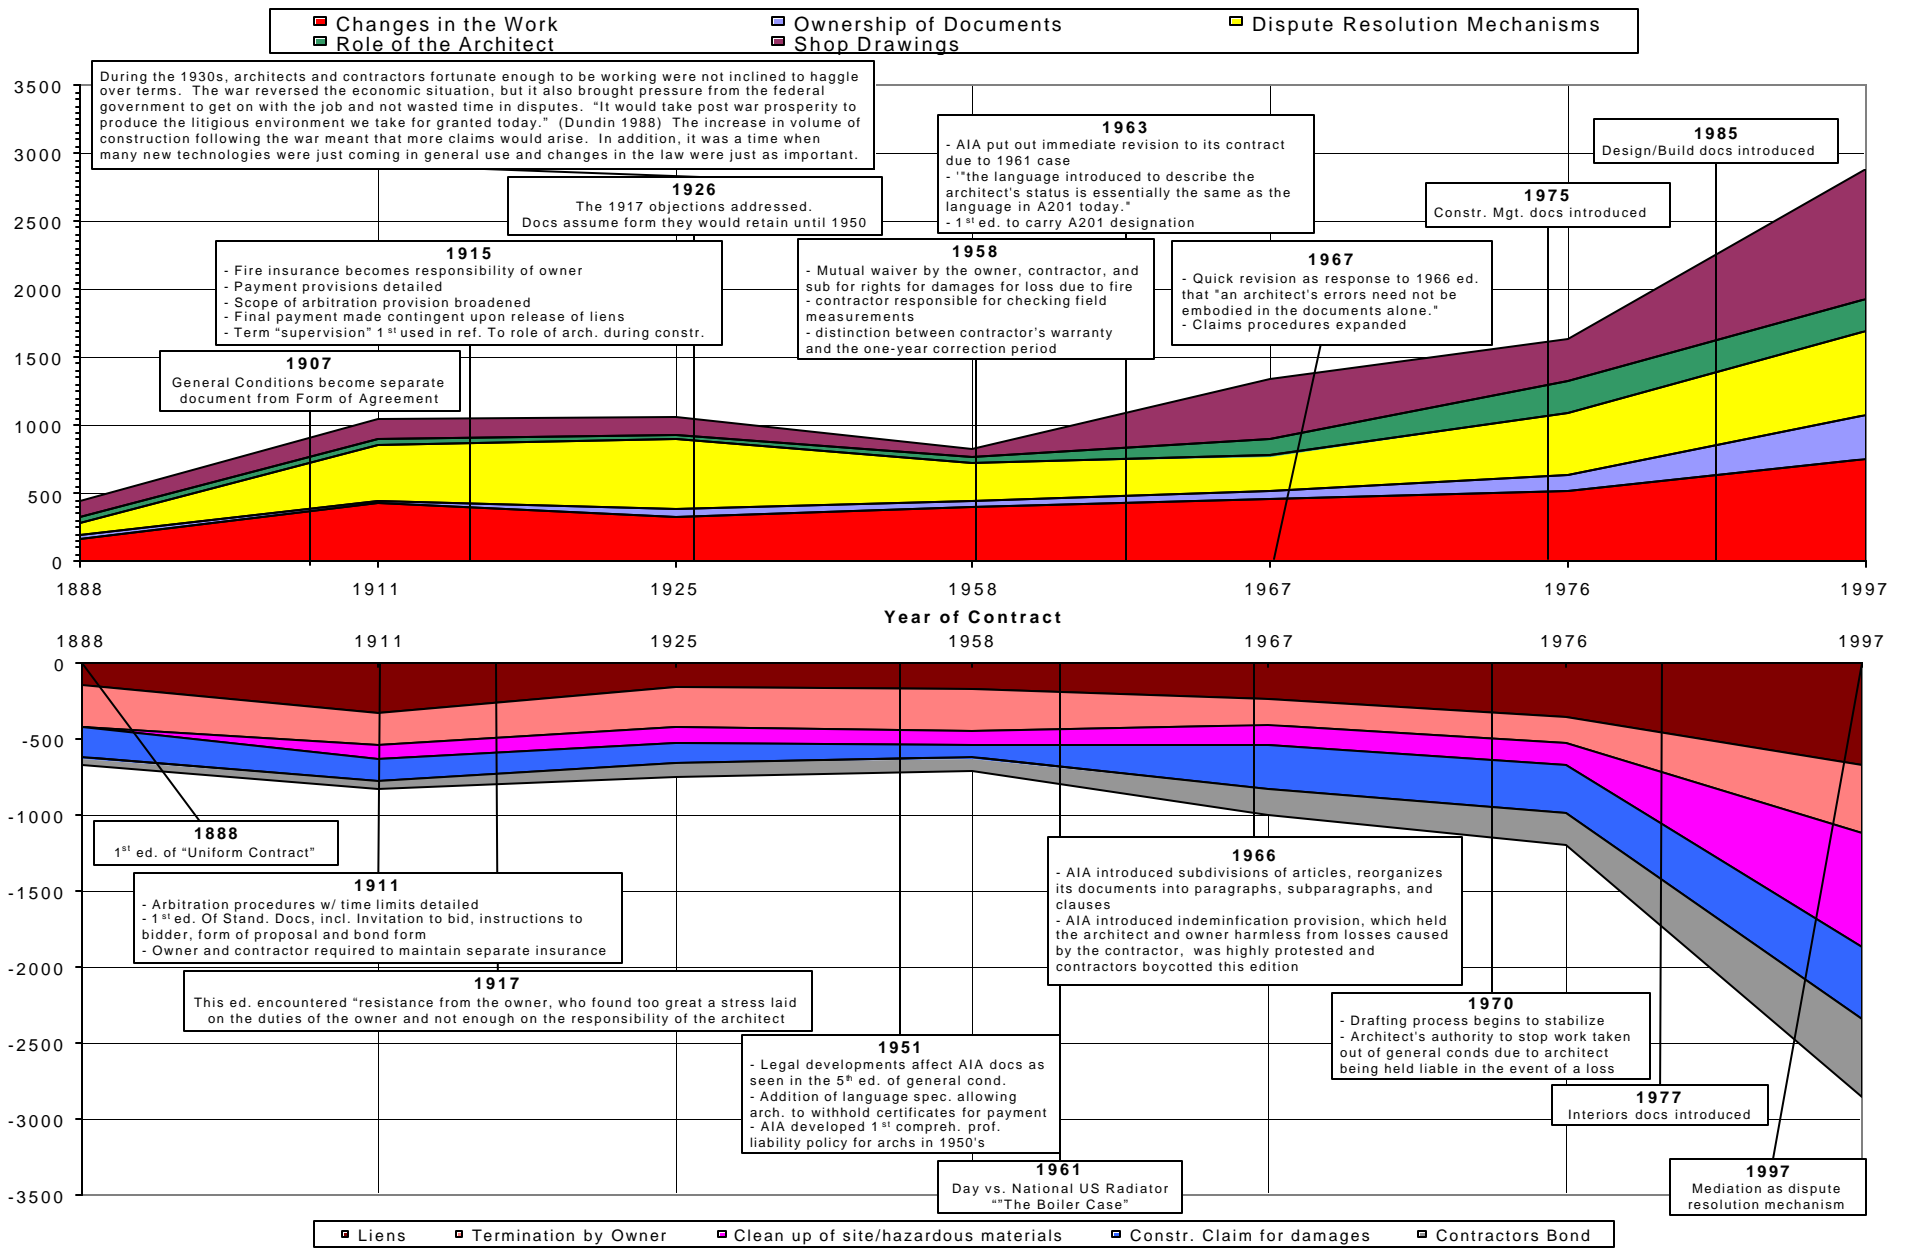 Changes in the Work
Ownership of Documents
Dispute Resolution Mechanisms
Role of the Architect
Shop Drawings
3500
3000
2500
2000
1500
1000
500
0
During the 1930s, architects and contractors fortunate enough to be working were not inclined to haggle
over terms. The war reversed the economic situation, but it also brought pressure from the federal
government to get on with the job and not wasted time in disputes. “It would take post war prosperity to
produce the litigious environment we take for granted today.” (Dundin 1988) The increase in volume of
construction following the war meant that more claims would arise. In addition, it was a time when
many new technologies were just coming in general use and changes in the law were just as important.
1926
The 1917 objections addressed.
Docs assume form they would retain until 1950
1915
- Fire insurance becomes responsibility of owner
- Payment provisions detailed
- Scope of arbitration provision broadened
- Final payment made contingent upon release of liens
- Term “supervision” 1st used in ref. To role of arch. during constr.
1907
General Conditions become separate
document from Form of Agreement
1963
- AIA put out immediate revision to its contract
due to 1961 case
- '"the language introduced to describe the
architect's status is essentially the same as the
language in A201 today."
- 1st ed. to carry A201 designation
1958
- Mutual waiver by the owner, contractor, and
sub for rights for damages for loss due to fire
- contractor responsible for checking field
measurements
- distinction between contractor's warranty
and the one-year correction period
1967
- Quick revision as response to 1966 ed.
that "an architect's errors need not be
embodied in the documents alone."
- Claims procedures expanded
1975
Constr. Mgt. docs introduced
1985
Design/Build docs introduced
1888
1911
1925
1958
1967
1976
1997
Year of Contract
1888
1911
1925
1958
1967
1976
1997
0
-500
-1000
-1500
-2000
-2500
-3000
-3500
1888
1st ed. of “Uniform Contract”
1911
- Arbitration procedures w/ time limits detailed
- 1st ed. Of Stand. Docs, incl. Invitation to bid, instructions to
bidder, form of proposal and bond form
- Owner and contractor required to maintain separate insurance
1917
This ed. encountered “resistance from the owner, who found too great a stress laid
on the duties of the owner and not enough on the responsibility of the architect
1951
- Legal developments affect AIA docs as
seen in the 5th ed. of general cond.
- Addition of language spec. allowing
arch. to withhold certificates for payment
- AIA developed 1st compreh. prof.
liability policy for archs in 1950's
1961
Day vs. National US Radiator
“"The Boiler Case”
1966
- AIA introduced subdivisions of articles, reorganizes
its documents into paragraphs, subparagraphs, and
clauses
- AIA introduced indeminfication provision, which held
the architect and owner harmless from losses caused
by the contractor, was highly protested and
contractors boycotted this edition
1970
- Drafting process begins to stabilize
- Architect's authority to stop work taken
out of general conds due to architect
being held liable in the event of a loss
1977
Interiors docs introduced
1997
Mediation as dispute
resolution mechanism
Liens
Termination by Owner
Clean up of site/hazardous materials
Constr. Claim for damages
Contractors Bond